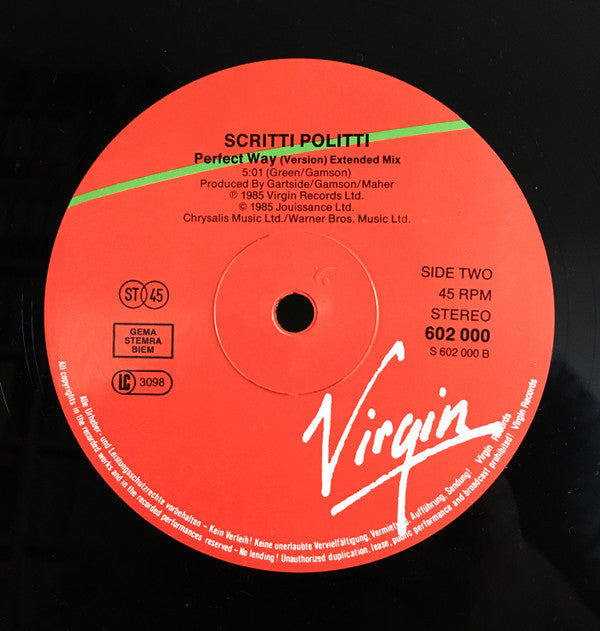 SCRITTI POLITTI
Perfect Way (Version) Extended Mix
5:01 (Green/Gamson)
Produced By Gartside/Gamson/Maher
℗ 1985 Virgin Records Ltd.
© 1985 Jouissance Ltd.
Chrysalis Music Ltd./Warner Bros. Music Ltd.
ST 45
GEMA
STEMRA
BIEM
LC 3098
SIDE TWO
45 RPM
STEREO
602 000
S 602 000 B
Virgin
Alle Urheber- und Leistungsschutzrechte vorbehalten – Kein Verleih! Keine unerlaubte Vervielfältigung, Vermietung, Aufführung, Sendung! Virgin Records
All copyrights in the recorded works and in the recorded performances reserved – No lending! Unauthorized duplication, lease, public performance and broadcast prohibited! Virgin Records